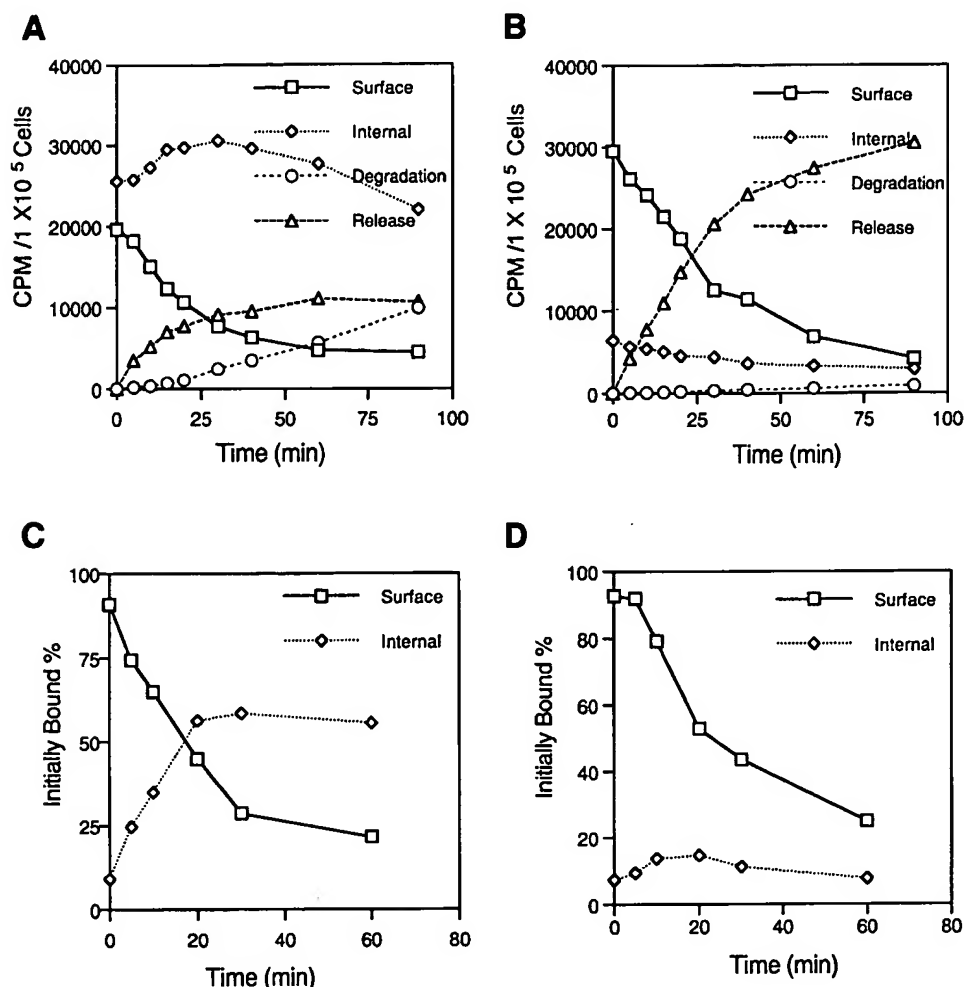 A
CPM /1 X10 5 Cells
40000
30000
20000
10000
0
Surface
Internal
Degradation
Release
0
25
50
75
100
Time (min)
B
CPM /1 X 10 5 Cells
40000
30000
20000
10000
0
Surface
Internal
Degradation
Release
0
25
50
75
100
Time (min)
C
Initially Bound %
100
75
50
25
0
Surface
Internal
0
20
40
60
80
Time (min)
D
Initially Bound %
100
80
60
40
20
0
Surface
Internal
0
20
40
60
80
Time (min)